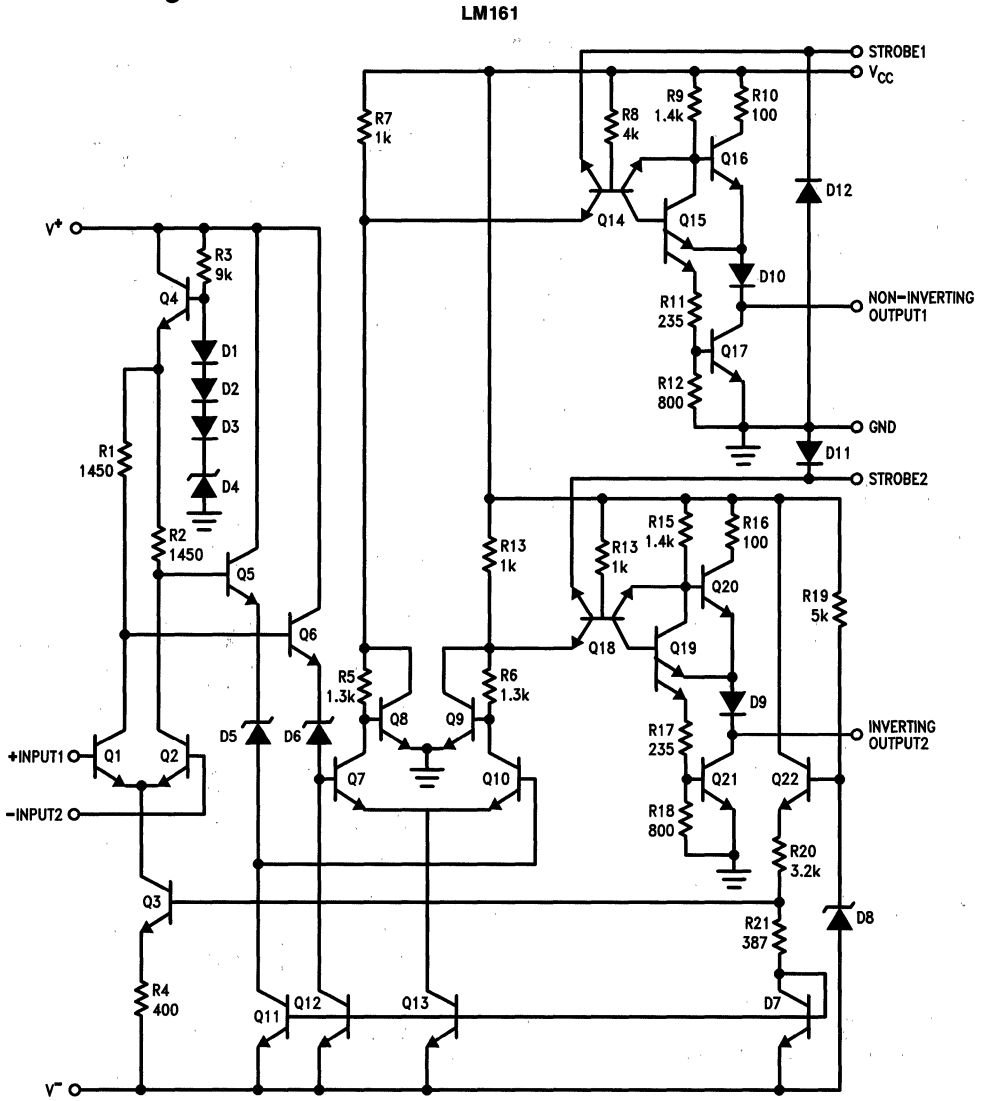 LM161
STROBE1
VCC
R7
1k
R8
4k
R9
1.4k
R10
100
Q16
Q14
Q15
D12
V+
R3
9k
Q4
D10
R11
235
NON-INVERTING
OUTPUT1
Q17
D1
D2
D3
R12
800
GND
R1
1450
D11
D4
STROBE2
R2
1450
R13
1k
R13
1k
R15
1.4k
R16
100
Q5
Q20
R19
5k
Q6
Q18
Q19
R5
1.3k
R6
1.3k
Q8
Q9
D9
D5
D6
R17
235
INVERTING
OUTPUT2
+INPUT1
Q1
Q2
Q7
Q10
Q21
Q22
-INPUT2
R18
800
R20
3.2k
Q3
R21
387
D8
R4
400
Q11
Q12
Q13
D7
V-